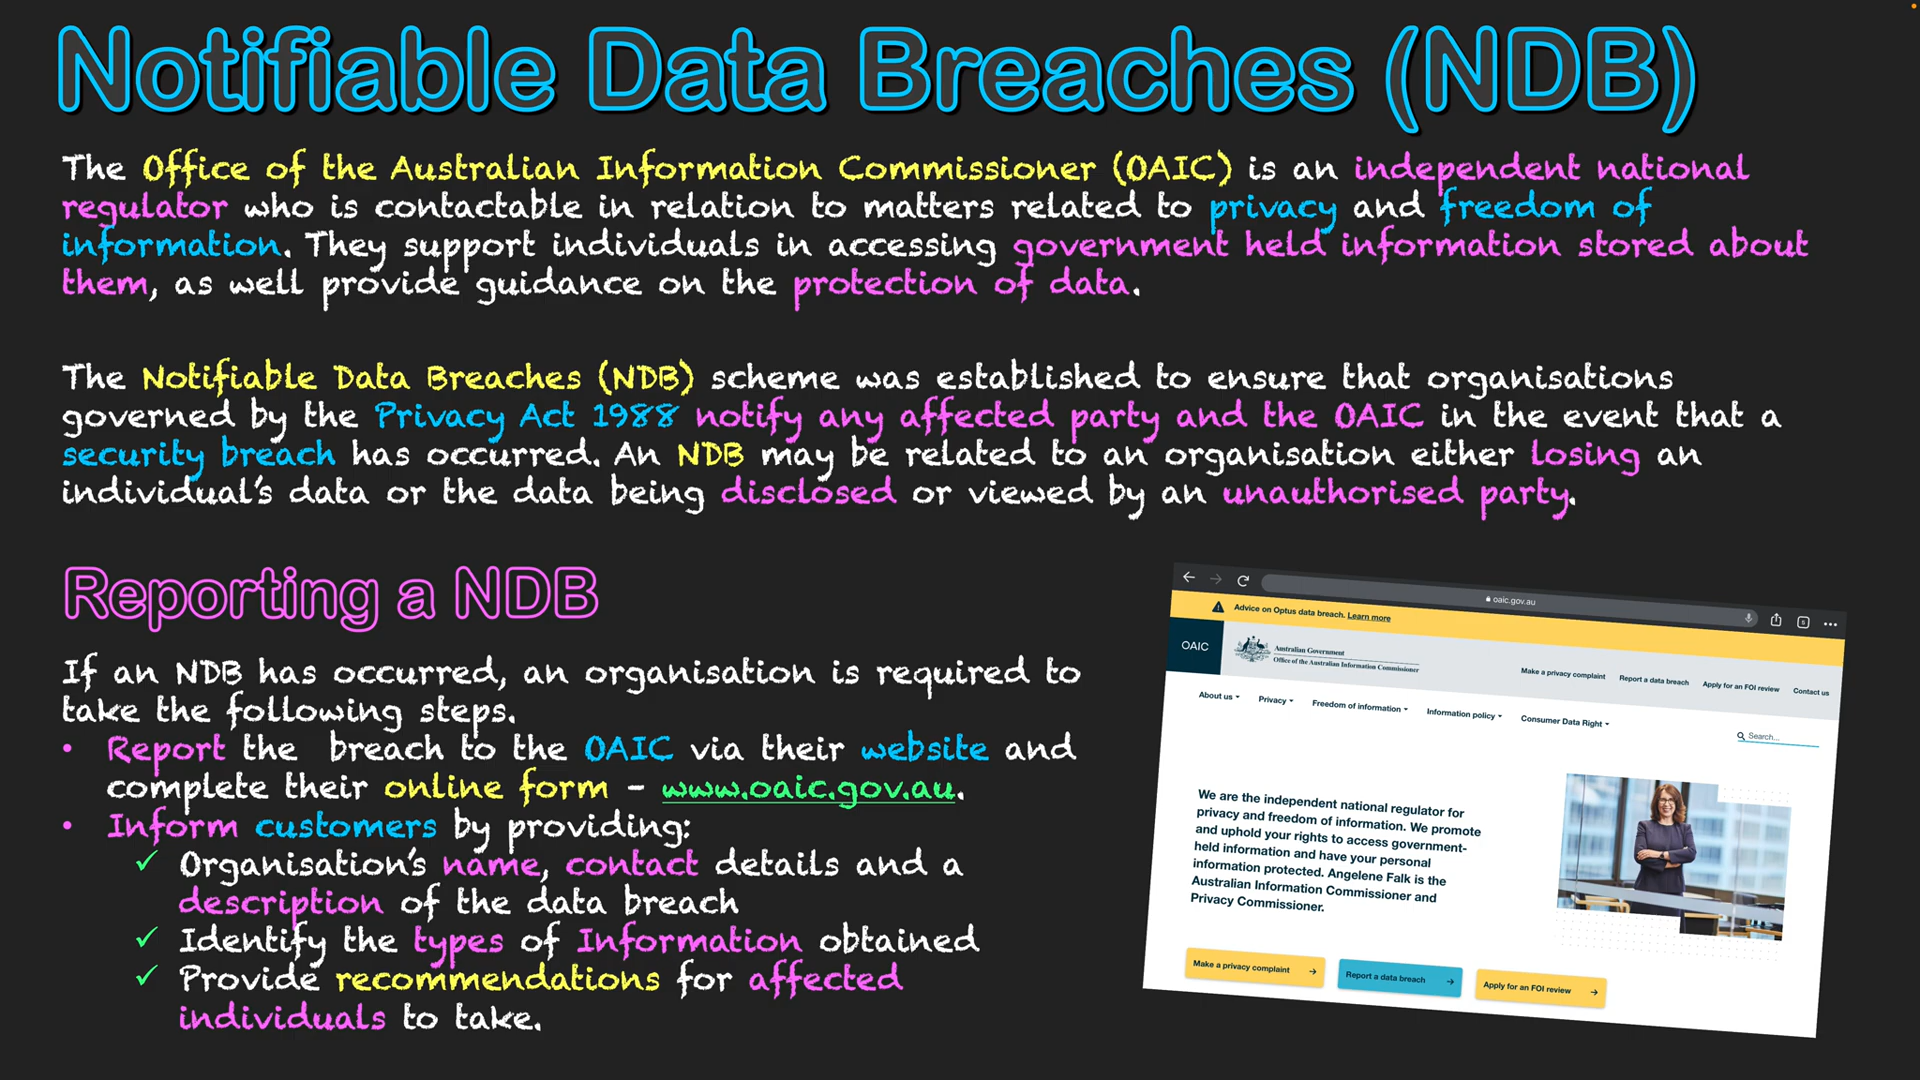 Notifiable Data Breaches (NDB)
The Office of the Australian Information Commissioner (OAIC) is an independent national
regulator who is contactable in relation to matters related to privacy and freedom of
information. They support individuals in accessing government held information stored about
them, as well provide guidance on the protection of data.
The Notifiable Data Breaches (NDB) scheme was established to ensure that organisations
governed by the Privacy Act 1988 notify any affected party and the OAIC in the event that a
security breach has occurred. An NDB may be related to an organisation either losing an
individual's data or the data being disclosed or viewed by an unauthorised party.
Reporting a NDB
If an NDB has occurred, an organisation is required to
take the following steps.
• Report the breach to the OAIC via their website and
complete their online form – www.oaic.gov.au.
• Inform customers by providing:
✓ Organisation's name, contact details and a
description of the data breach
✓ Identify the types of Information obtained
✓ Provide recommendations for affected
individuals to take.
oaic.gov.au
Advice on Optus data breach. Learn more
OAIC
Australian Government
Office of the Australian Information Commissioner
Make a privacy complaint Report a data breach Apply for an FOI review Contact us
About us Privacy Freedom of information Information policy Consumer Data Right
Search...
We are the independent national regulator for
privacy and freedom of information. We promote
and uphold your rights to access government-
held information and have your personal
information protected. Angelene Falk is the
Australian Information Commissioner and
Privacy Commissioner.
Make a privacy complaint → Report a data breach → Apply for an FOI review →